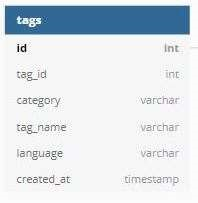 tags
id int
tag_id int
category varchar
tag_name varchar
language varchar
created_at timestamp